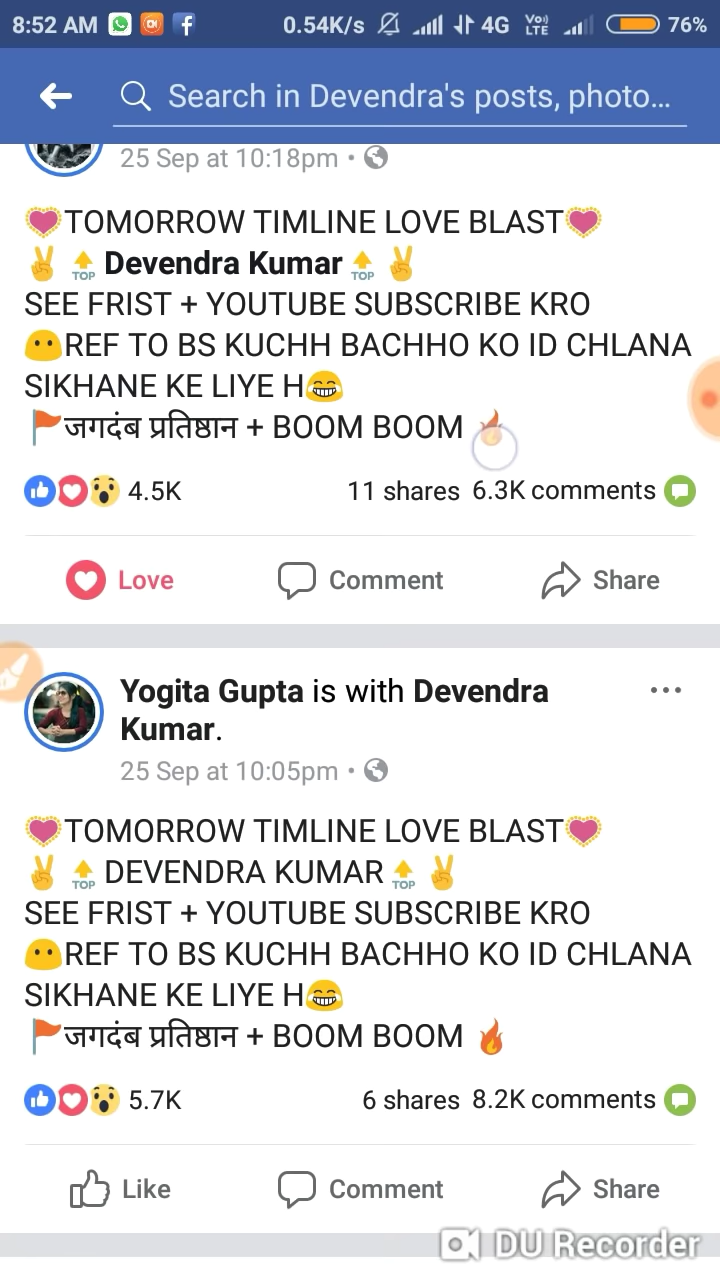 8:52 AM 0.54K/s 4G VoLTE 76%
Search in Devendra's posts, photo...
25 Sep at 10:18pm •
💗TOMORROW TIMLINE LOVE BLAST💗
✌️ 🔝 Devendra Kumar 🔝 ✌️
SEE FRIST + YOUTUBE SUBSCRIBE KRO
😶REF TO BS KUCHH BACHHO KO ID CHLANA
SIKHANE KE LIYE H😂
🚩जगदंब प्रतिष्ठान + BOOM BOOM 🔥
4.5K 11 shares 6.3K comments
Love Comment Share
Yogita Gupta is with Devendra
Kumar.
25 Sep at 10:05pm •
💗TOMORROW TIMLINE LOVE BLAST💗
✌️ 🔝 DEVENDRA KUMAR 🔝 ✌️
SEE FRIST + YOUTUBE SUBSCRIBE KRO
😶REF TO BS KUCHH BACHHO KO ID CHLANA
SIKHANE KE LIYE H😂
🚩जगदंब प्रतिष्ठान + BOOM BOOM 🔥
5.7K 6 shares 8.2K comments
Like Comment Share
DU Recorder